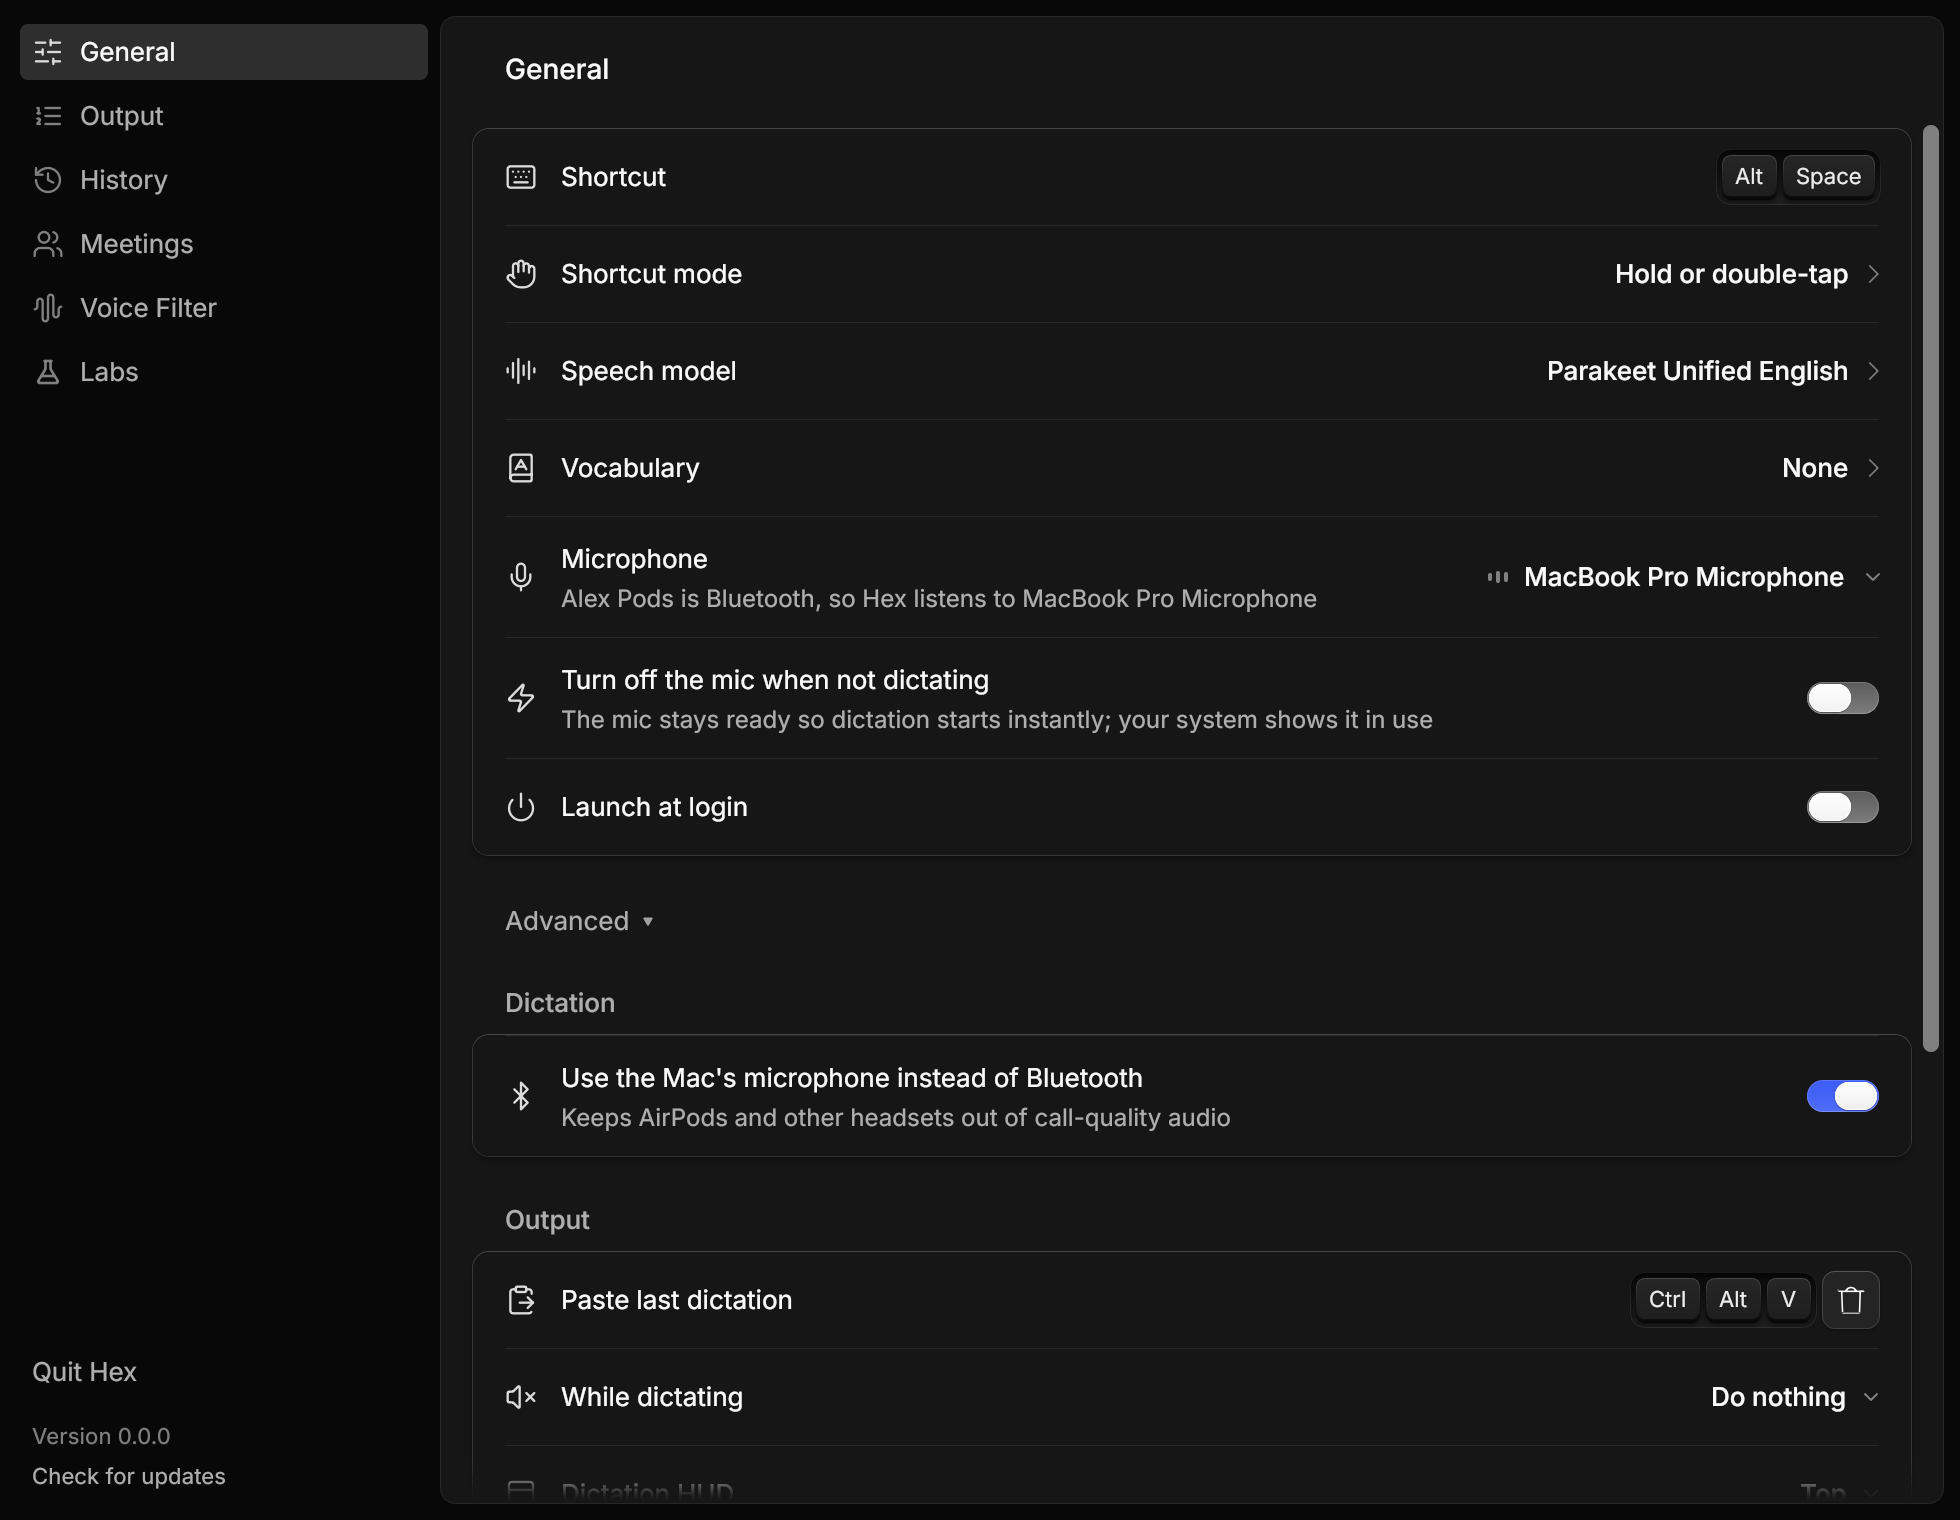 General
Output
History
Meetings
Voice Filter
Labs
Quit Hex
Version 0.0.0
Check for updates
General
Shortcut
Alt Space
Shortcut mode
Hold or double-tap
Speech model
Parakeet Unified English
Vocabulary
None
Microphone
Alex Pods is Bluetooth, so Hex listens to MacBook Pro Microphone
MacBook Pro Microphone
Turn off the mic when not dictating
The mic stays ready so dictation starts instantly; your system shows it in use
Launch at login
Advanced
Dictation
Use the Mac's microphone instead of Bluetooth
Keeps AirPods and other headsets out of call-quality audio
Output
Paste last dictation
Ctrl Alt V
While dictating
Do nothing
Dictation HUD
Top